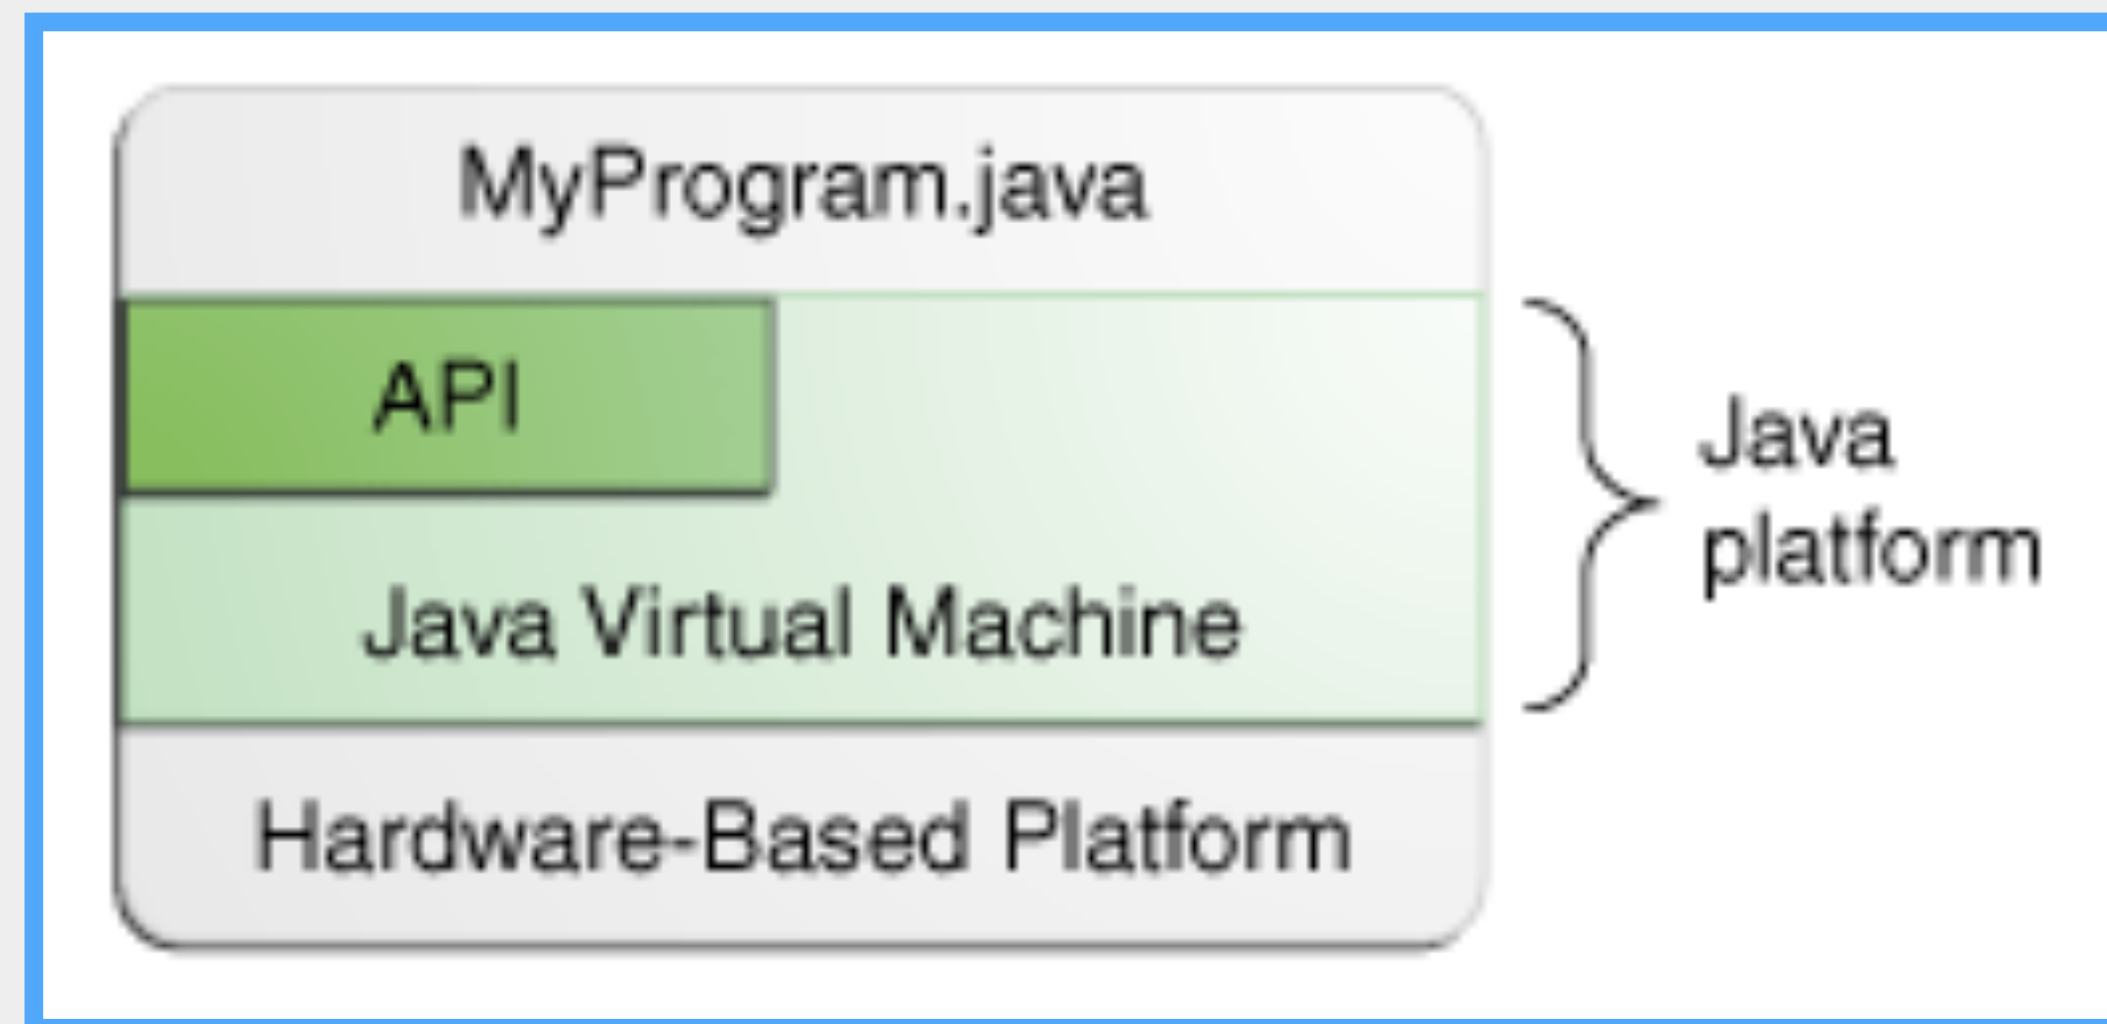 MyProgram.java
API
Java Virtual Machine
Hardware-Based Platform
Java
platform